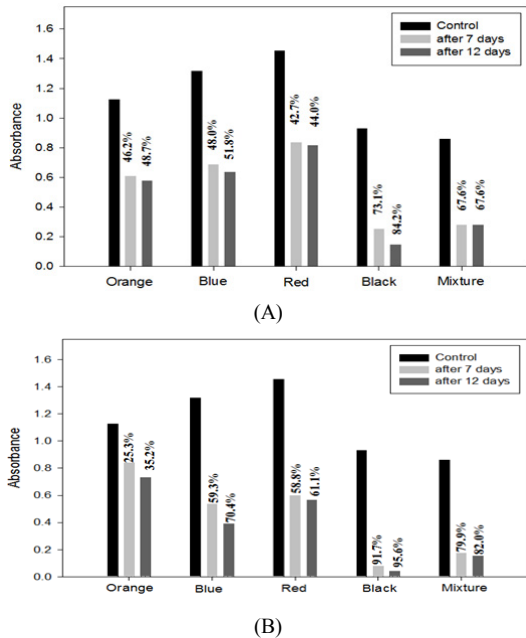 1.6
1.4
1.2
1.0
0.8
0.6
0.4
0.2
0.0
Absorbance
Control
after 7 days
after 12 days
46.2%
48.7%
48.0%
51.8%
42.7%
44.0%
73.1%
84.2%
67.6%
67.6%
Orange
Blue
Red
Black
Mixture
(A)
1.6
1.4
1.2
1.0
0.8
0.6
0.4
0.2
0.0
Absorbance
Control
after 7 days
after 12 days
25.3%
35.2%
59.3%
70.4%
58.8%
61.1%
91.7%
95.6%
79.9%
82.0%
Orange
Blue
Red
Black
Mixture
(B)